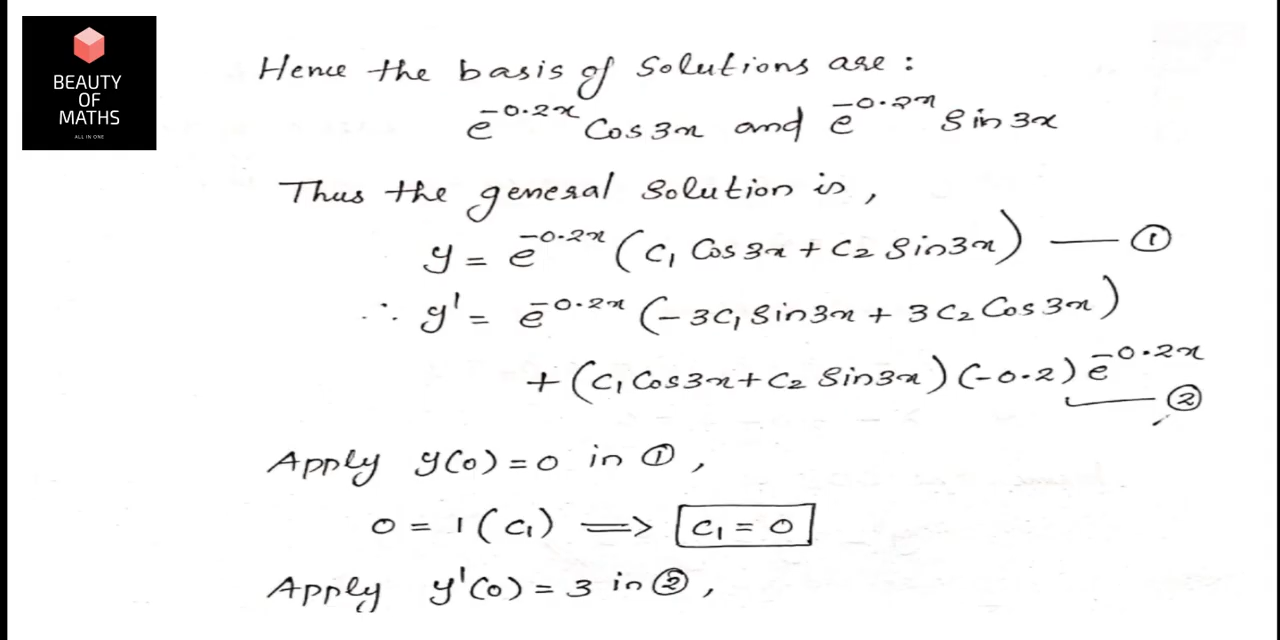 BEAUTY
OF
MATHS
ALL IN ONE
Hence the basis of solutions are :
e^-0.2x Cos 3x and e^-0.2x Sin 3x
Thus the general solution is,
y = e^-0.2x (C₁ Cos 3x + C₂ Sin 3x) — ①
∴ y' = e^-0.2x (-3C₁ Sin 3x + 3C₂ Cos 3x)
+ (C₁ Cos 3x + C₂ Sin 3x) (-0.2) e^-0.2x — ②
Apply y(0) = 0 in ①,
0 = 1 (C₁) ⟹ C₁ = 0
Apply y'(0) = 3 in ②,